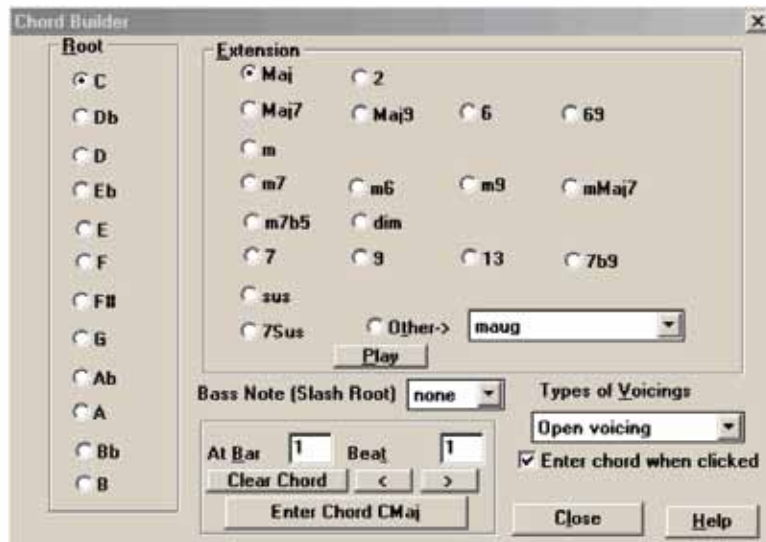 Chord Builder
Root
C
Db
D
Eb
E
F
F#
G
Ab
A
Bb
B
Extension
Maj 2
Maj7 Maj9 6 69
m
m7 m6 m9 mMaj7
m7b5 dim
7 9 13 7b9
sus
7Sus Other-> maug
Play
Bass Note (Slash Root) none
Types of Voicings
Open voicing
Enter chord when clicked
At Bar 1 Beat 1
Clear Chord < >
Enter Chord CMaj
Close Help